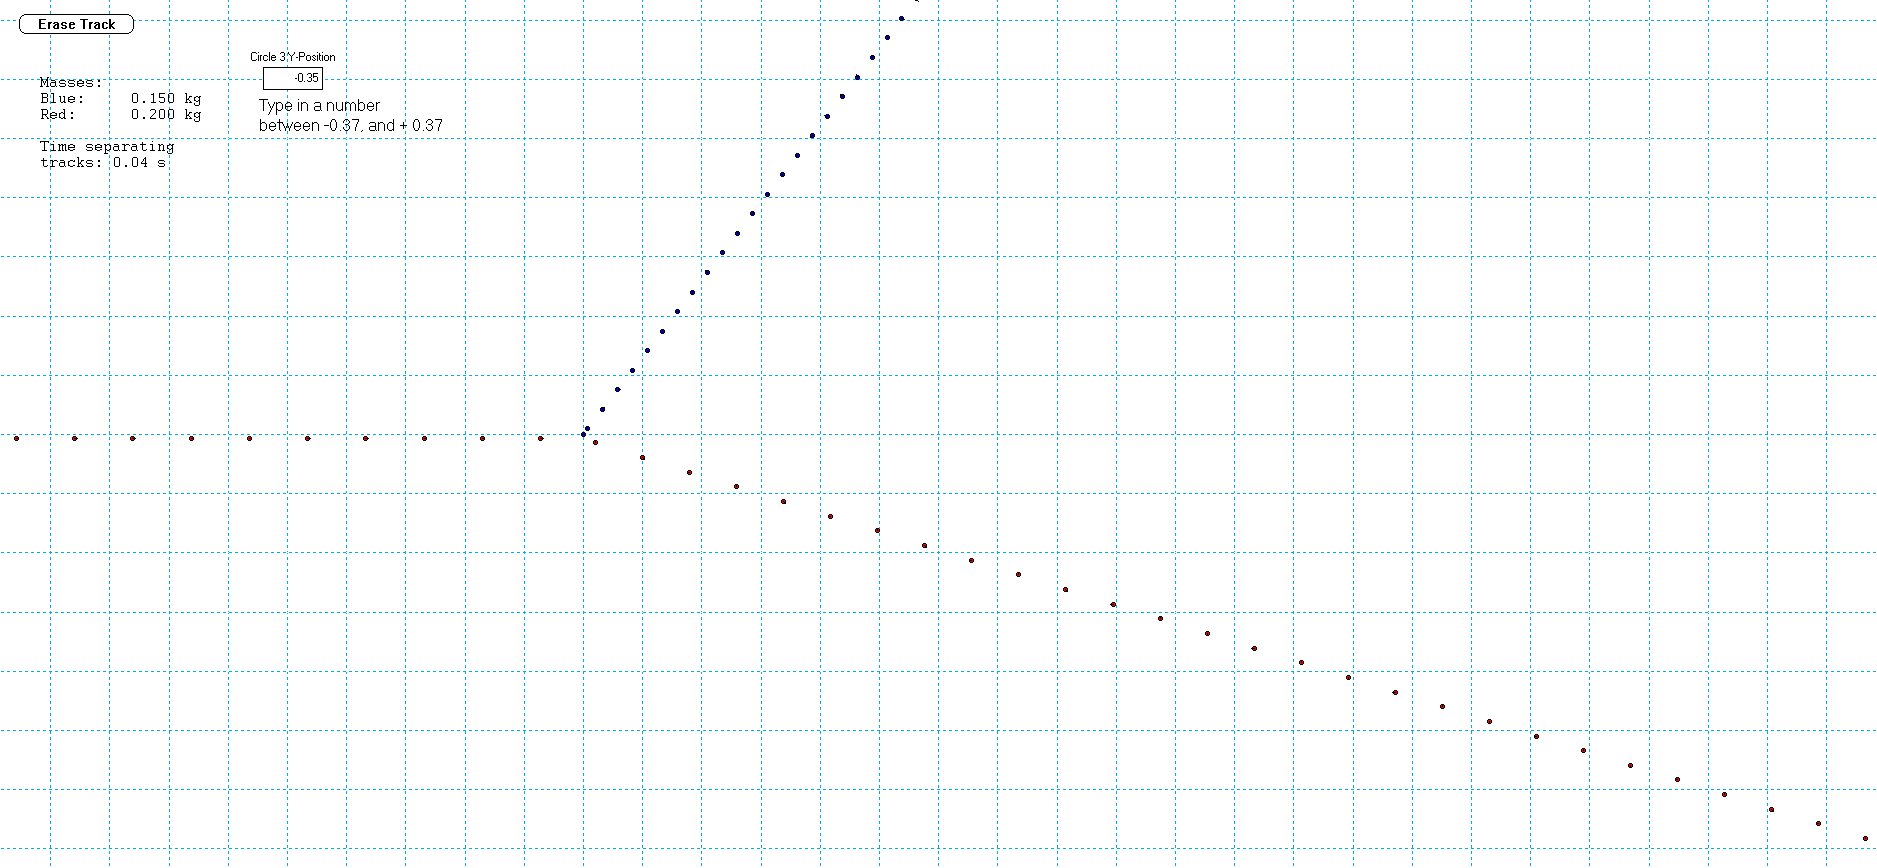 Erase Track
Circle 3.Y-Position
-0.35
Masses:
Blue: 0.150 kg
Red: 0.200 kg
Type in a number
between -0.37, and + 0.37
Time separating
tracks: 0.04 s